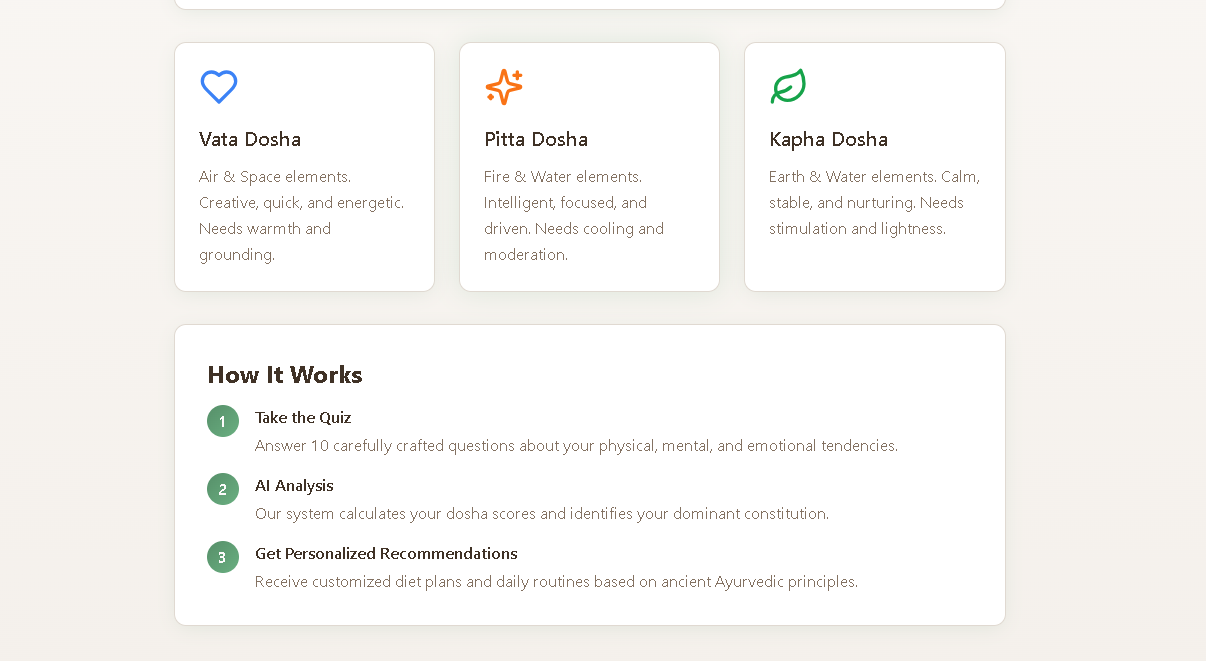 Vata Dosha
Air & Space elements.
Creative, quick, and energetic.
Needs warmth and
grounding.
Pitta Dosha
Fire & Water elements.
Intelligent, focused, and
driven. Needs cooling and
moderation.
Kapha Dosha
Earth & Water elements. Calm,
stable, and nurturing. Needs
stimulation and lightness.
How It Works
1
Take the Quiz
Answer 10 carefully crafted questions about your physical, mental, and emotional tendencies.
2
AI Analysis
Our system calculates your dosha scores and identifies your dominant constitution.
3
Get Personalized Recommendations
Receive customized diet plans and daily routines based on ancient Ayurvedic principles.